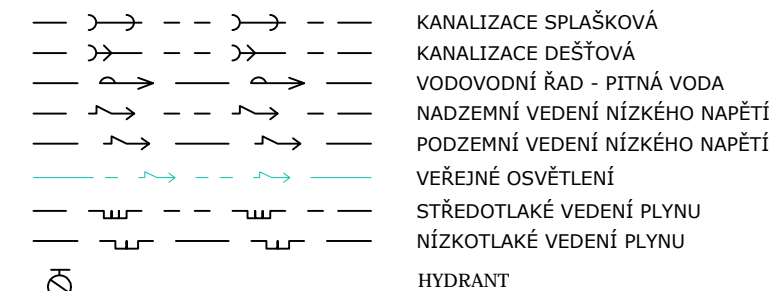 KANALIZACE SPLAŠKOVÁ
KANALIZACE DEŠŤOVÁ
VODOVODNÍ ŘAD - PITNÁ VODA
NADZEMNÍ VEDENÍ NÍZKÉHO NAPĚTÍ
PODZEMNÍ VEDENÍ NÍZKÉHO NAPĚTÍ
VEŘEJNÉ OSVĚTLENÍ
STŘEDOTLAKÉ VEDENÍ PLYNU
NÍZKOTLAKÉ VEDENÍ PLYNU
HYDRANT